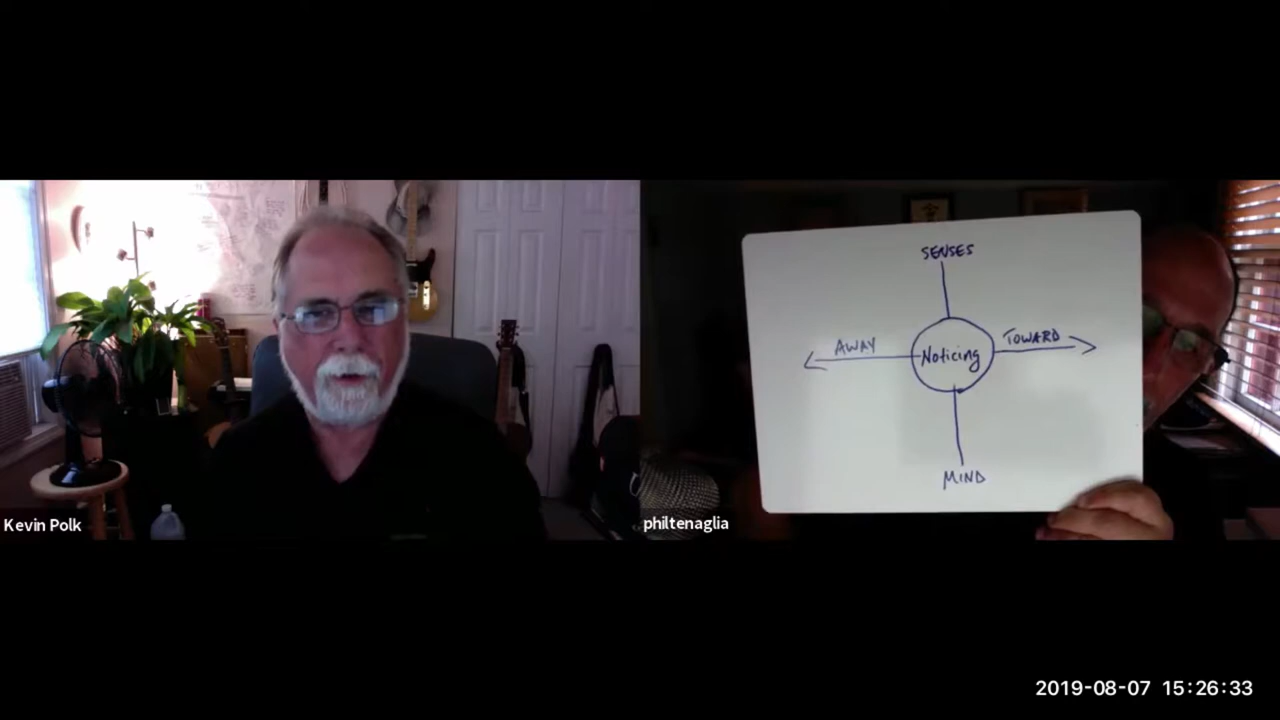 SENSES
AWAY
TOWARD
Noticing
MIND
Kevin Polk
philtenaglia
2019-08-07 15:26:33